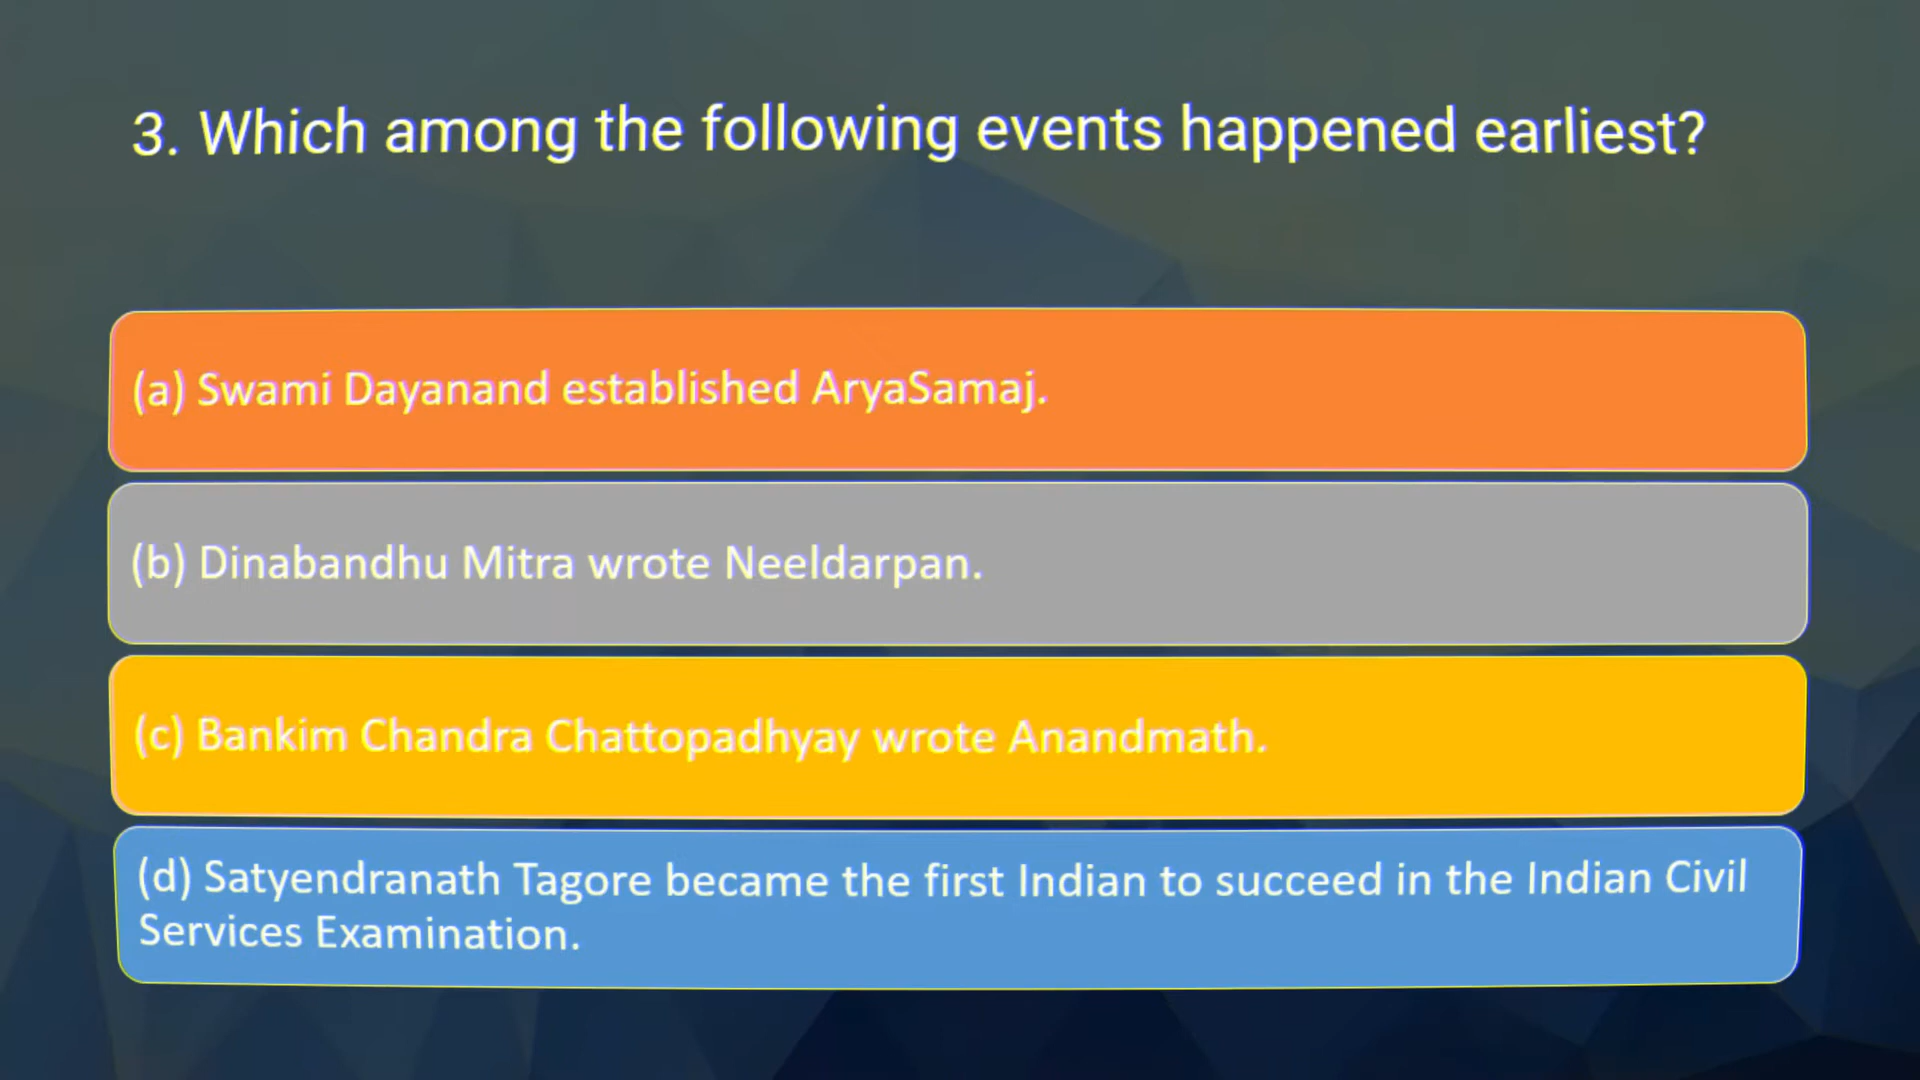 3. Which among the following events happened earliest?
(a) Swami Dayanand established AryaSamaj.
(b) Dinabandhu Mitra wrote Neeldarpan.
(c) Bankim Chandra Chattopadhyay wrote Anandmath.
(d) Satyendranath Tagore became the first Indian to succeed in the Indian Civil
Services Examination.